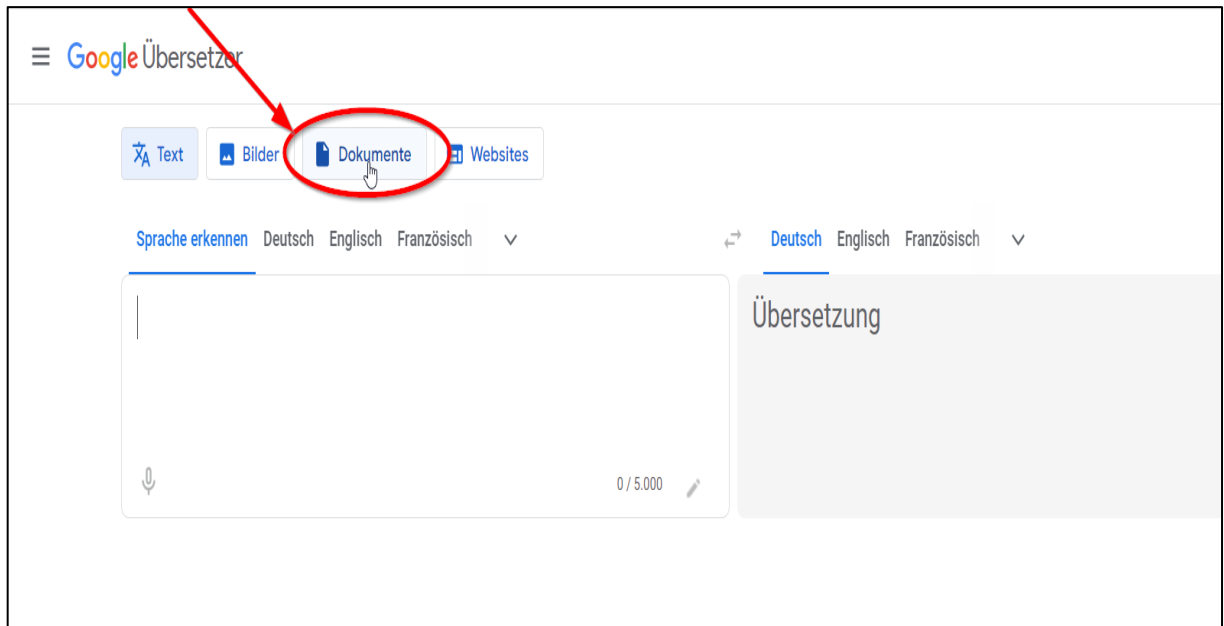 Google Übersetzer
Text Bilder Dokumente Websites
Sprache erkennen Deutsch Englisch Französisch Deutsch Englisch Französisch
Übersetzung
0 / 5.000